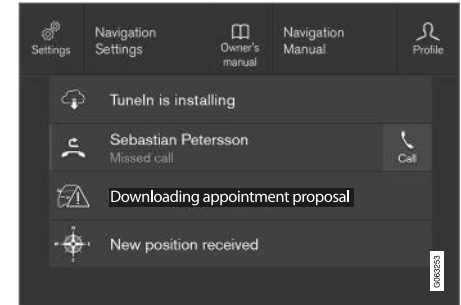 Settings
Navigation
Settings
Owner's
manual
Navigation
Manual
Profile
TuneIn is installing
Sebastian Petersson
Missed call
Call
Downloading appointment proposal
New position received
G063253